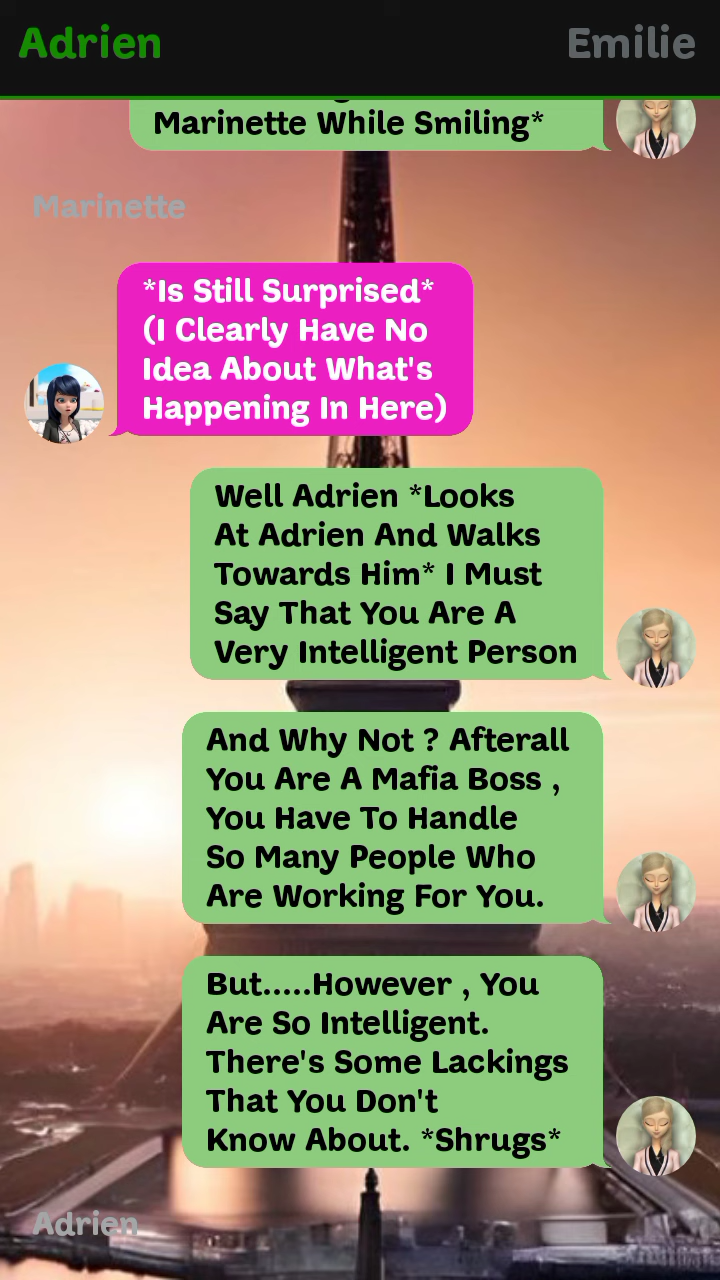 Adrien
Emilie
Marinette While Smiling*
Marinette
*Is Still Surprised*
(I Clearly Have No
Idea About What's
Happening In Here)
Well Adrien *Looks
At Adrien And Walks
Towards Him* I Must
Say That You Are A
Very Intelligent Person
And Why Not ? Afterall
You Are A Mafia Boss ,
You Have To Handle
So Many People Who
Are Working For You.
But.....However , You
Are So Intelligent.
There's Some Lackings
That You Don't
Know About. *Shrugs*
Adrien